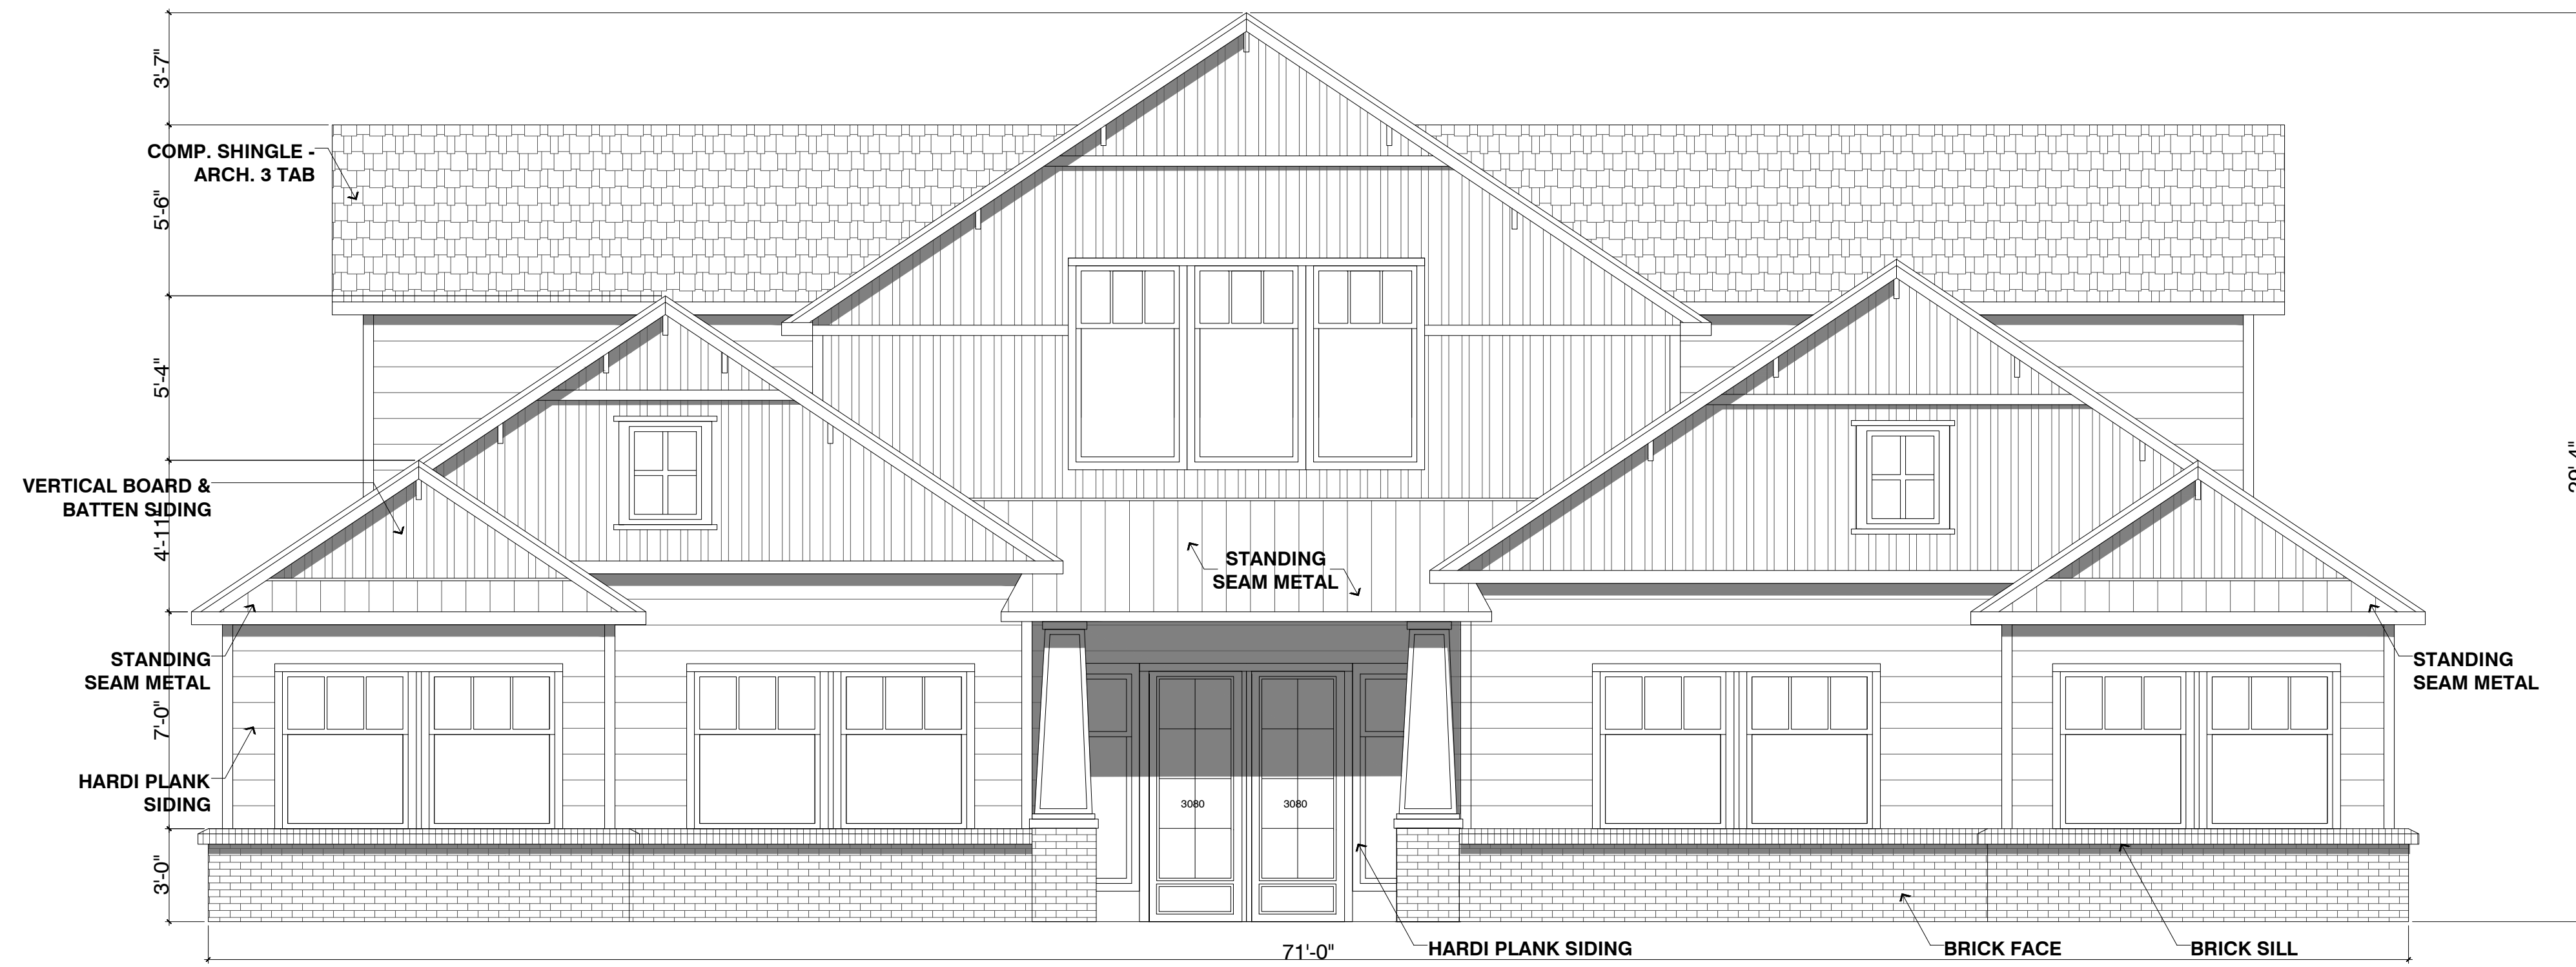 3'-7"
COMP. SHINGLE -
ARCH. 3 TAB
5'-6"
5'-4"
VERTICAL BOARD &
BATTEN SIDING
4'-11"
STANDING
SEAM METAL
STANDING
SEAM METAL
STANDING
SEAM METAL
7'-0"
HARDI PLANK
SIDING
3080
3080
3'-0"
71'-0"
HARDI PLANK SIDING
BRICK FACE
BRICK SILL